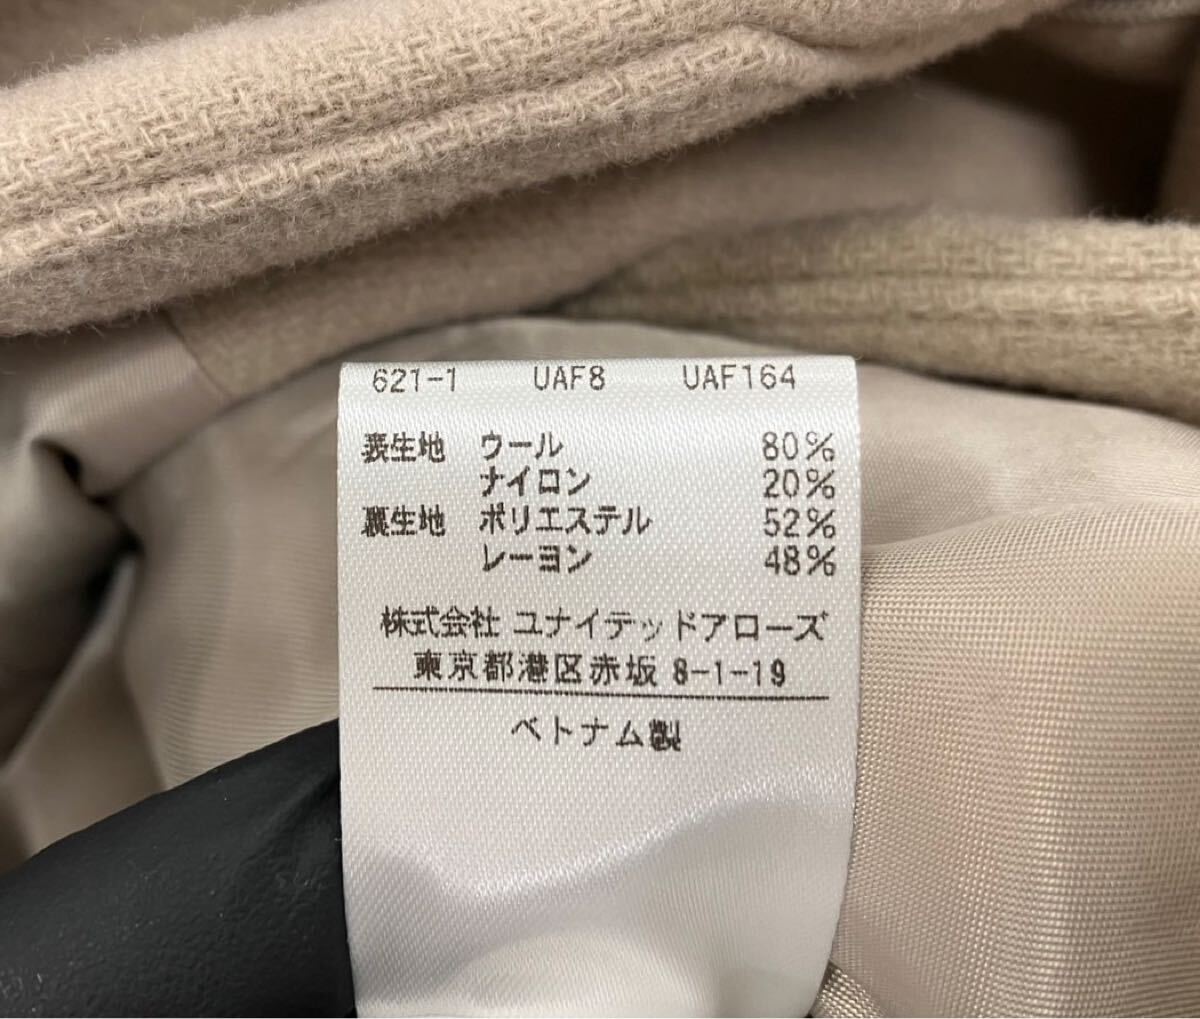 621-1 UAF8 UAF164
表生地 ウール 80%
ナイロン 20%
裏生地 ポリエステル 52%
レーヨン 48%
株式会社 ユナイテッドアローズ
東京都港区赤坂 8-1-19
ベトナム製